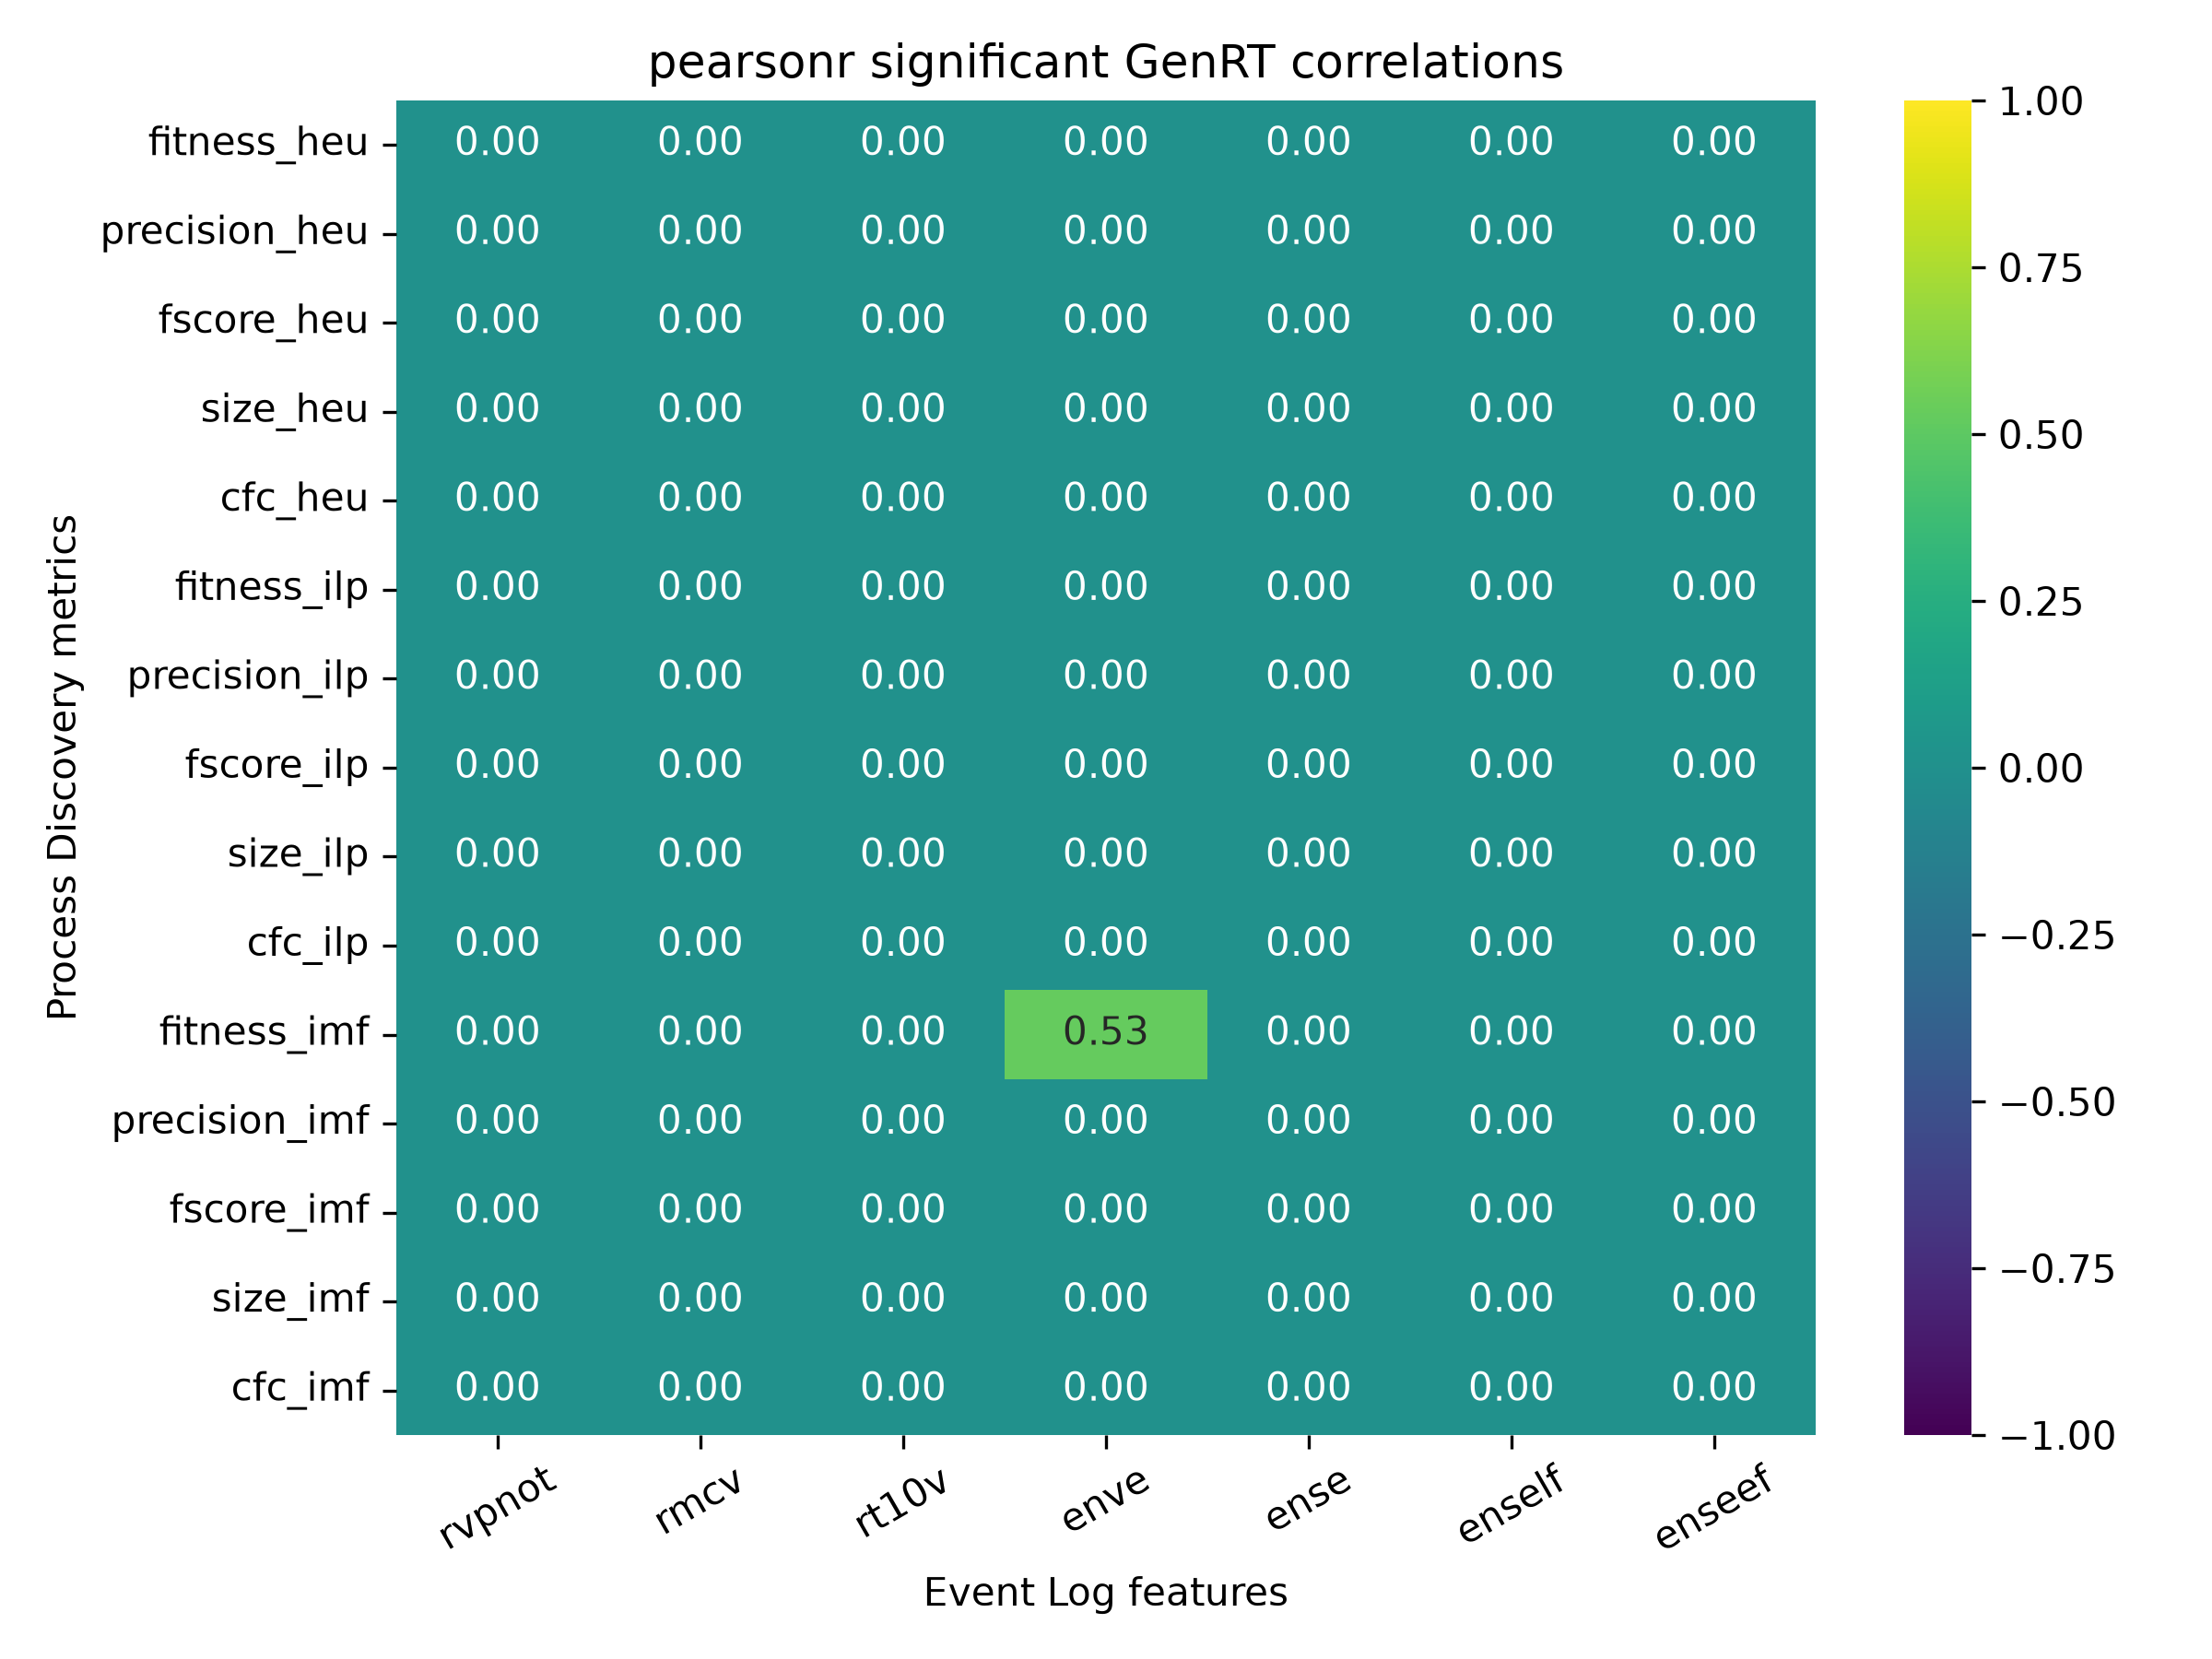 pearsonr significant GenRT correlations
fitness_heu 0.00 0.00 0.00 0.00 0.00 0.00 0.00
precision_heu 0.00 0.00 0.00 0.00 0.00 0.00 0.00
fscore_heu 0.00 0.00 0.00 0.00 0.00 0.00 0.00
size_heu 0.00 0.00 0.00 0.00 0.00 0.00 0.00
cfc_heu 0.00 0.00 0.00 0.00 0.00 0.00 0.00
fitness_ilp 0.00 0.00 0.00 0.00 0.00 0.00 0.00
precision_ilp 0.00 0.00 0.00 0.00 0.00 0.00 0.00
fscore_ilp 0.00 0.00 0.00 0.00 0.00 0.00 0.00
size_ilp 0.00 0.00 0.00 0.00 0.00 0.00 0.00
cfc_ilp 0.00 0.00 0.00 0.00 0.00 0.00 0.00
fitness_imf 0.00 0.00 0.00 0.53 0.00 0.00 0.00
precision_imf 0.00 0.00 0.00 0.00 0.00 0.00 0.00
fscore_imf 0.00 0.00 0.00 0.00 0.00 0.00 0.00
size_imf 0.00 0.00 0.00 0.00 0.00 0.00 0.00
cfc_imf 0.00 0.00 0.00 0.00 0.00 0.00 0.00
rvpnot rmcv rt10v enve ense enself enseef
Event Log features
Process Discovery metrics
1.00
0.75
0.50
0.25
0.00
−0.25
−0.50
−0.75
−1.00